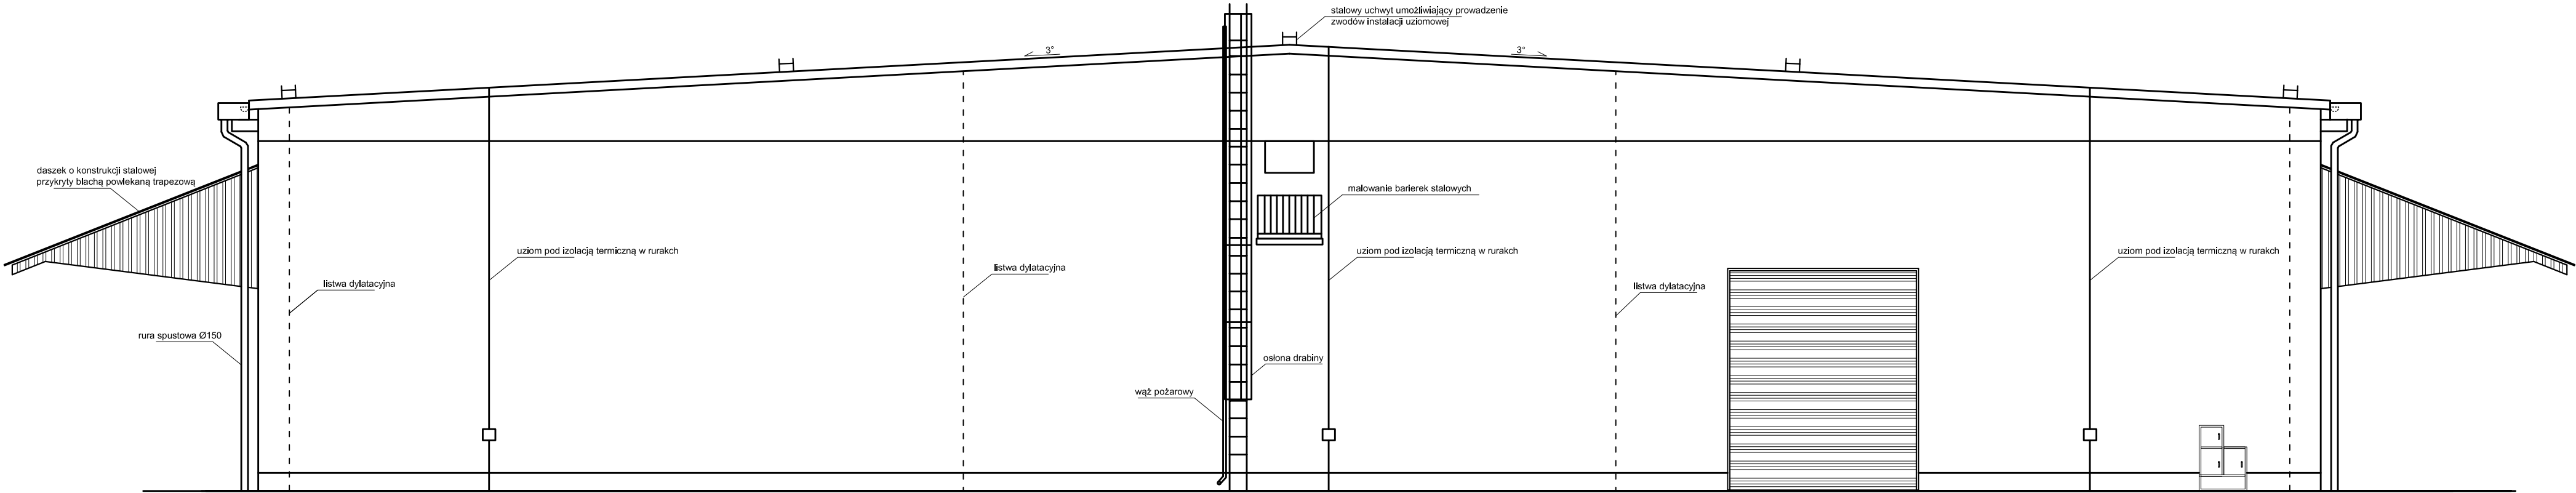 stalowy uchwyt umożliwiający prowadzenie
zwodów instalacji uziomowej
3°
3°
daszek o konstrukcji stalowej
przykryty blachą powlekaną trapezową
malowanie barierek stalowych
uziom pod izolacją termiczną w rurakch
uziom pod izolacją termiczną w rurakch
uziom pod izolacją termiczną w rurakch
listwa dylatacyjna
listwa dylatacyjna
listwa dylatacyjna
rura spustowa Ø150
osłona drabiny
wąż pożarowy